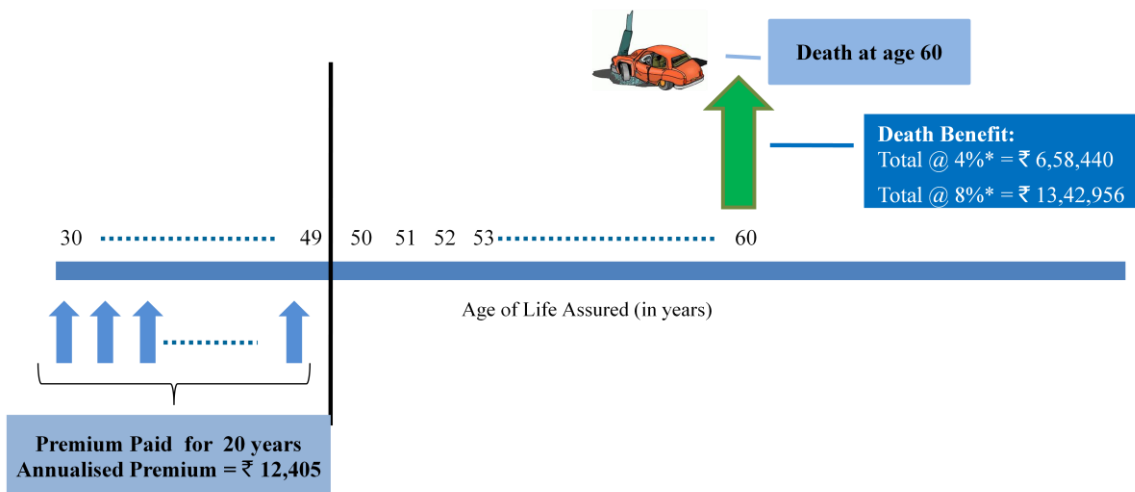 Death at age 60
Death Benefit:
Total @ 4%* = ₹ 6,58,440
Total @ 8%* = ₹ 13,42,956
30 49 50 51 52 53 60
Age of Life Assured (in years)
Premium Paid for 20 years
Annualised Premium = ₹ 12,405